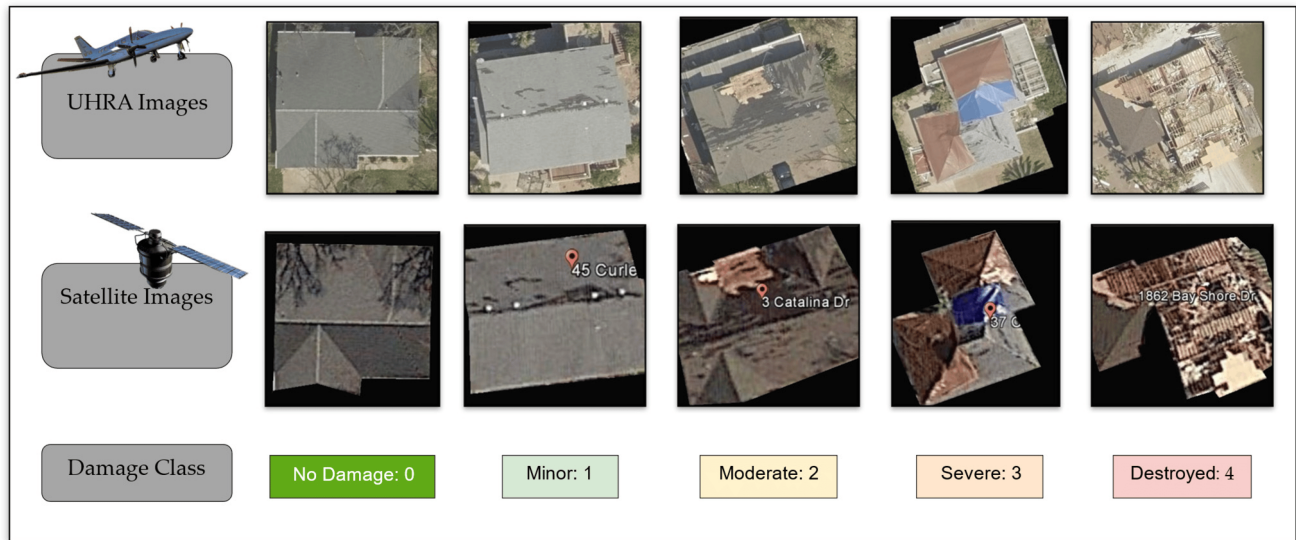 UHRA Images
Satellite Images
45 Curle
3 Catalina Dr
37 C
1862 Bay Shore Dr
Damage Class
No Damage: 0
Minor: 1
Moderate: 2
Severe: 3
Destroyed: 4